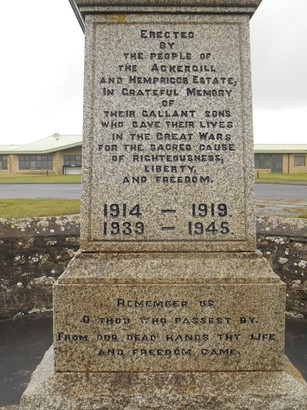 Erected
by
the people of
the Ackergill
and Hempriggs Estate,
In Grateful Memory
of
their gallant sons
who gave their lives
in the Great Wars
for the sacred cause
of righteousness,
liberty,
and freedom.
1914 — 1919.
1939 — 1945.
Remember us
O thou who passest by.
From our dead hands thy life
and freedom came.